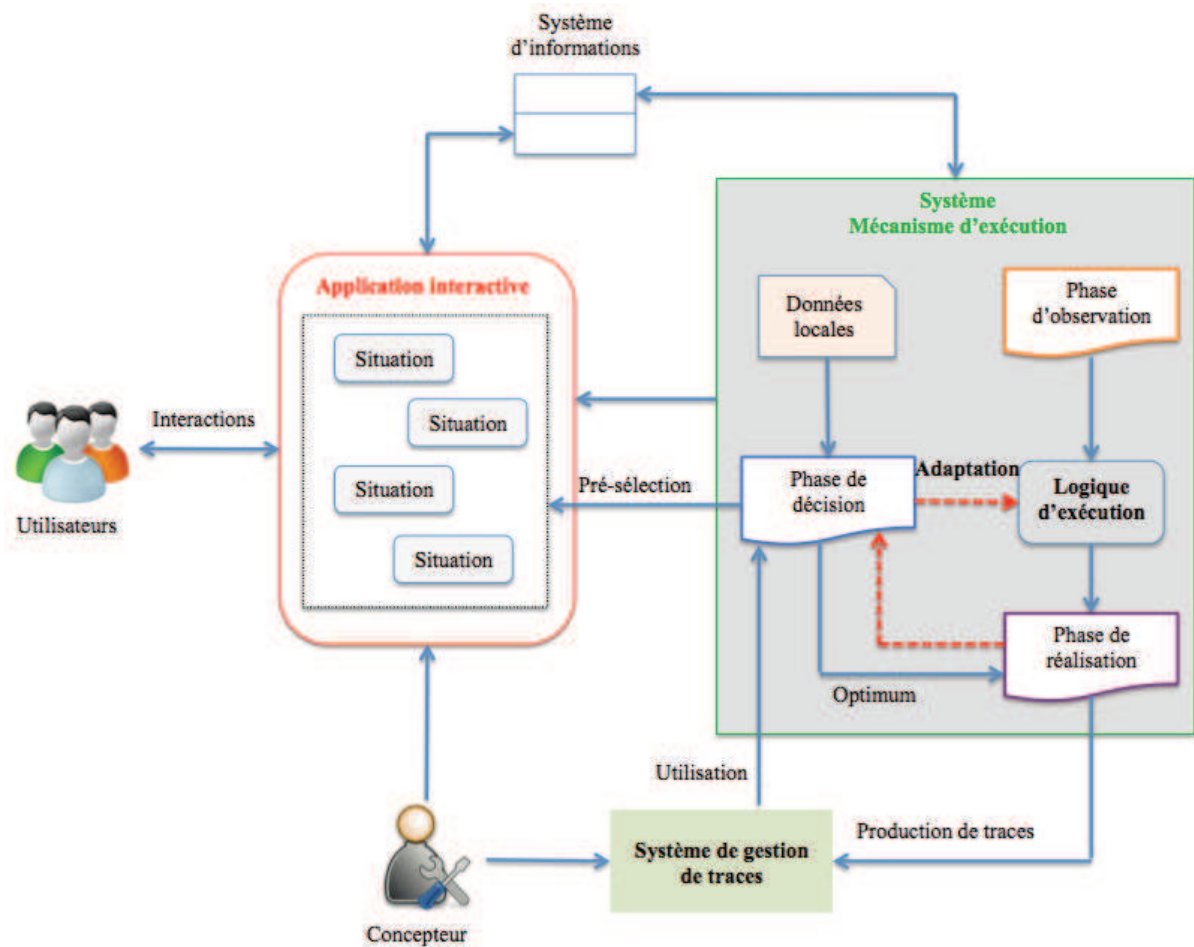 Système
d'informations
Système
Mécanisme d'exécution
Application interactive
Données
locales
Phase
d'observation
Situation
Situation
Situation
Situation
Interactions
Utilisateurs
Pré-sélection
Phase de
décision
Adaptation
Logique
d'exécution
Phase de
réalisation
Optimum
Utilisation
Production de traces
Système de gestion
de traces
Concepteur